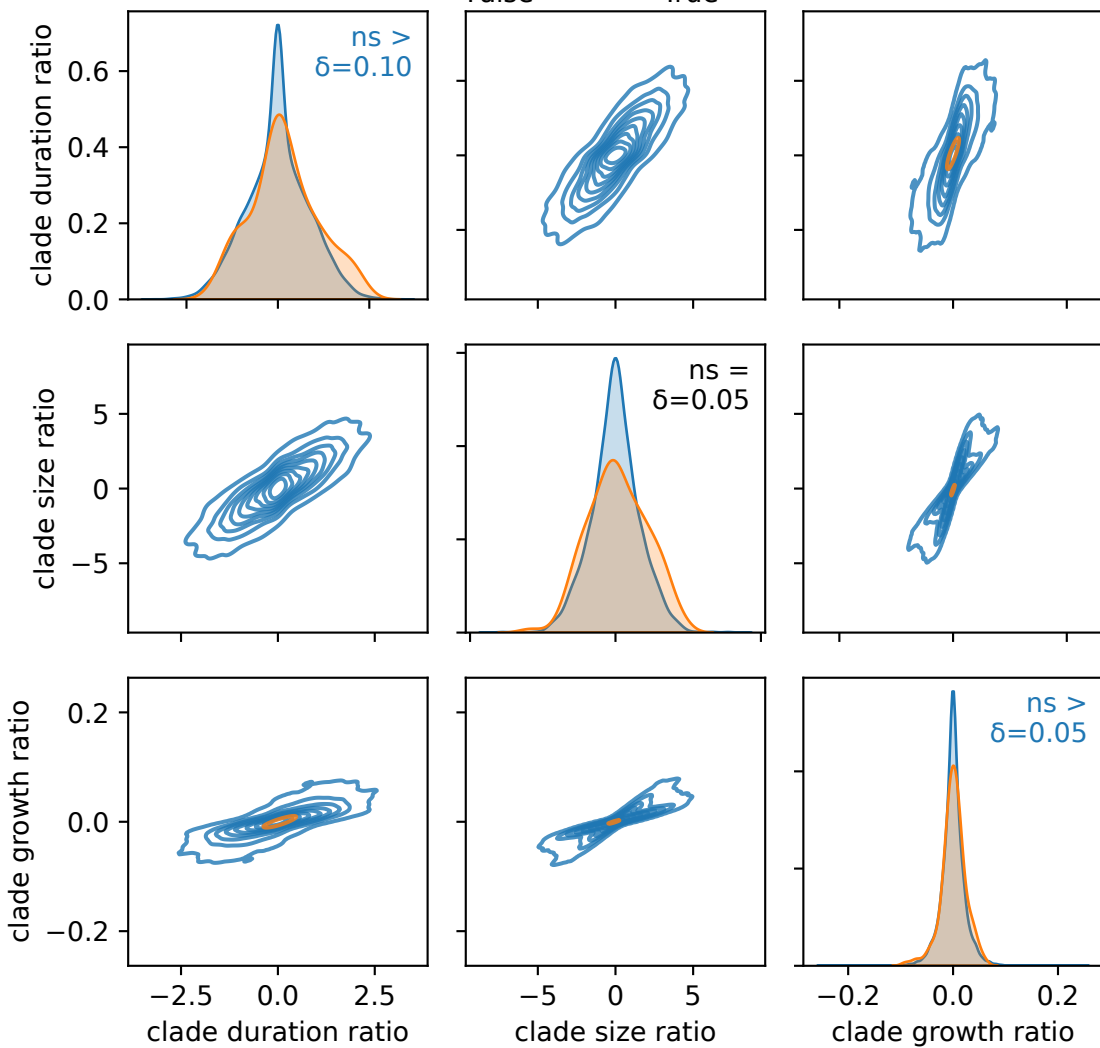 clade duration ratio
0.6
0.4
0.2
0.0
ns >
δ=0.10
True
clade size ratio
5
0
−5
ns =
δ=0.05
clade growth ratio
0.2
0.0
−0.2
ns >
δ=0.05
−2.5 0.0 2.5
−5 0 5
−0.2 0.0 0.2
clade duration ratio
clade size ratio
clade growth ratio